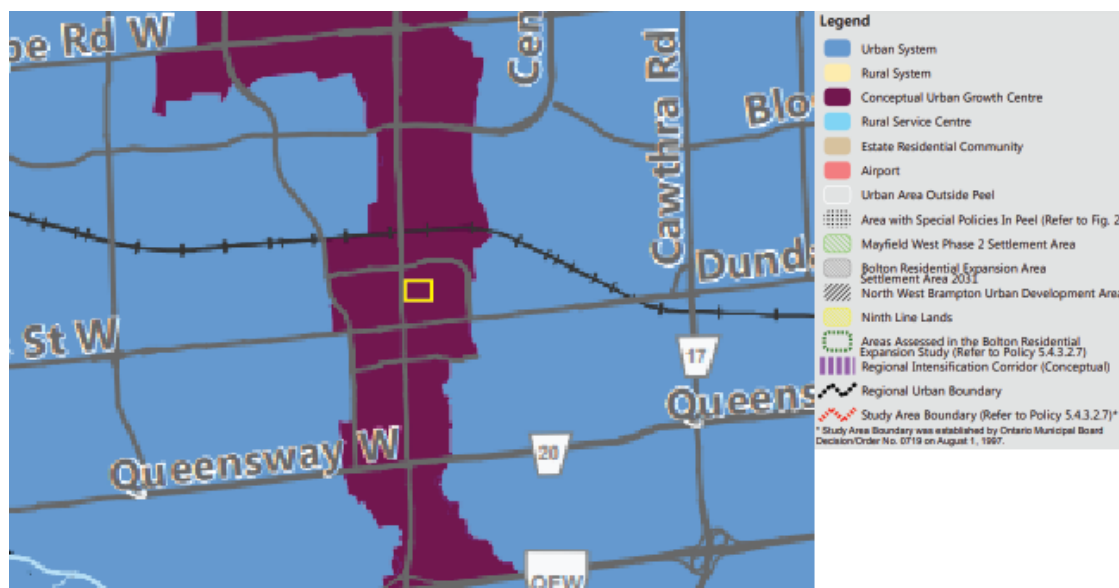 be Rd W
Cen
Cawthra Rd
Bloo
Dunda
St W
17
Queens
20
Queensway W
QEW
Legend
Urban System
Rural System
Conceptual Urban Growth Centre
Rural Service Centre
Estate Residential Community
Airport
Urban Area Outside Peel
Area with Special Policies In Peel (Refer to Fig. 2
Mayfield West Phase 2 Settlement Area
Bolton Residential Expansion Area
Settlement Area 2031
North West Brampton Urban Development Area
Ninth Line Lands
Areas Assessed in the Bolton Residential
Expansion Study (Refer to Policy 5.4.3.2.7)
Regional Intensification Corridor (Conceptual)
Regional Urban Boundary
Study Area Boundary (Refer to Policy 5.4.3.2.7)*
* Study Area Boundary was established by Ontario Municipal Board
Decision/Order No. 0719 on August 1, 1997.